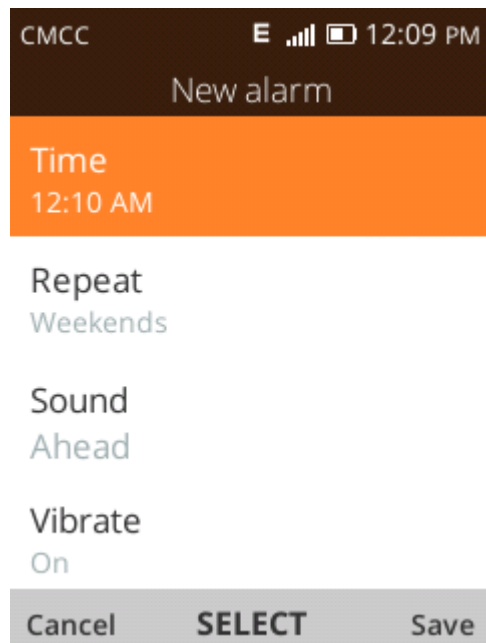 CMCC E 12:09 PM
New alarm
Time
12:10 AM
Repeat
Weekends
Sound
Ahead
Vibrate
On
Cancel SELECT Save